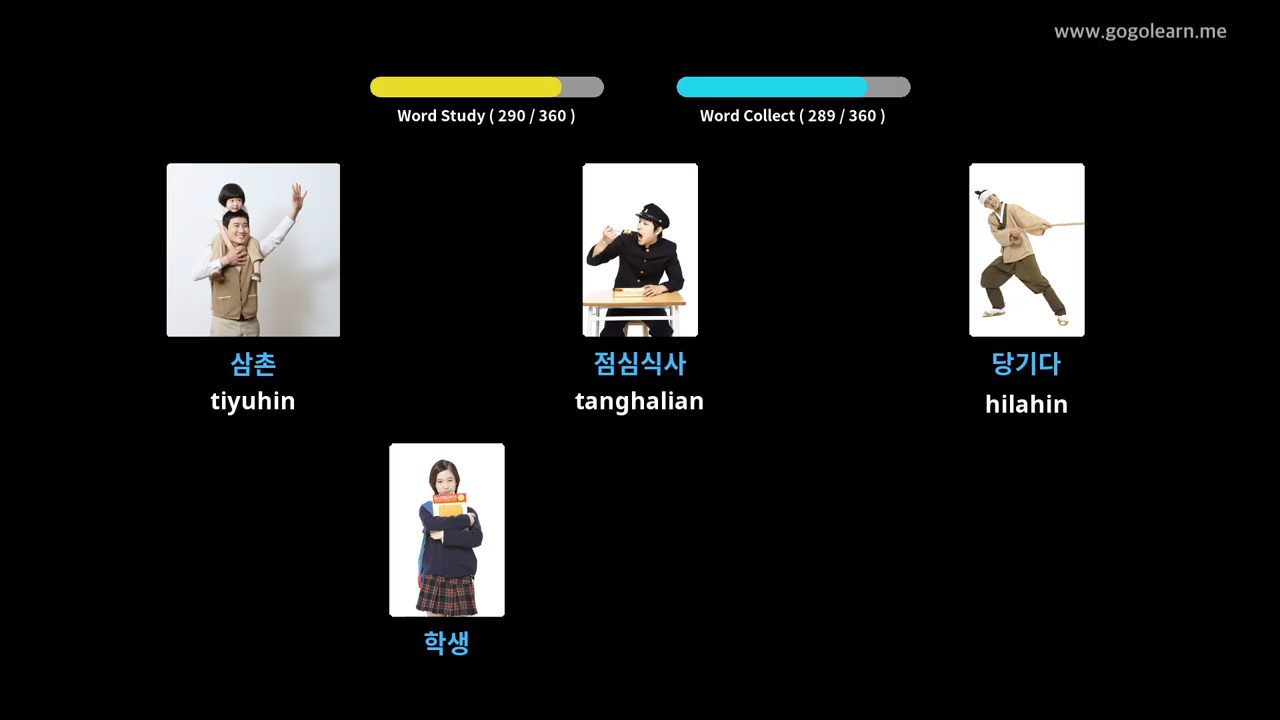 www.gogolearn.me
Word Study ( 290 / 360 )
Word Collect ( 289 / 360 )
삼촌
점심식사
당기다
tiyuhin
tanghalian
hilahin
학생